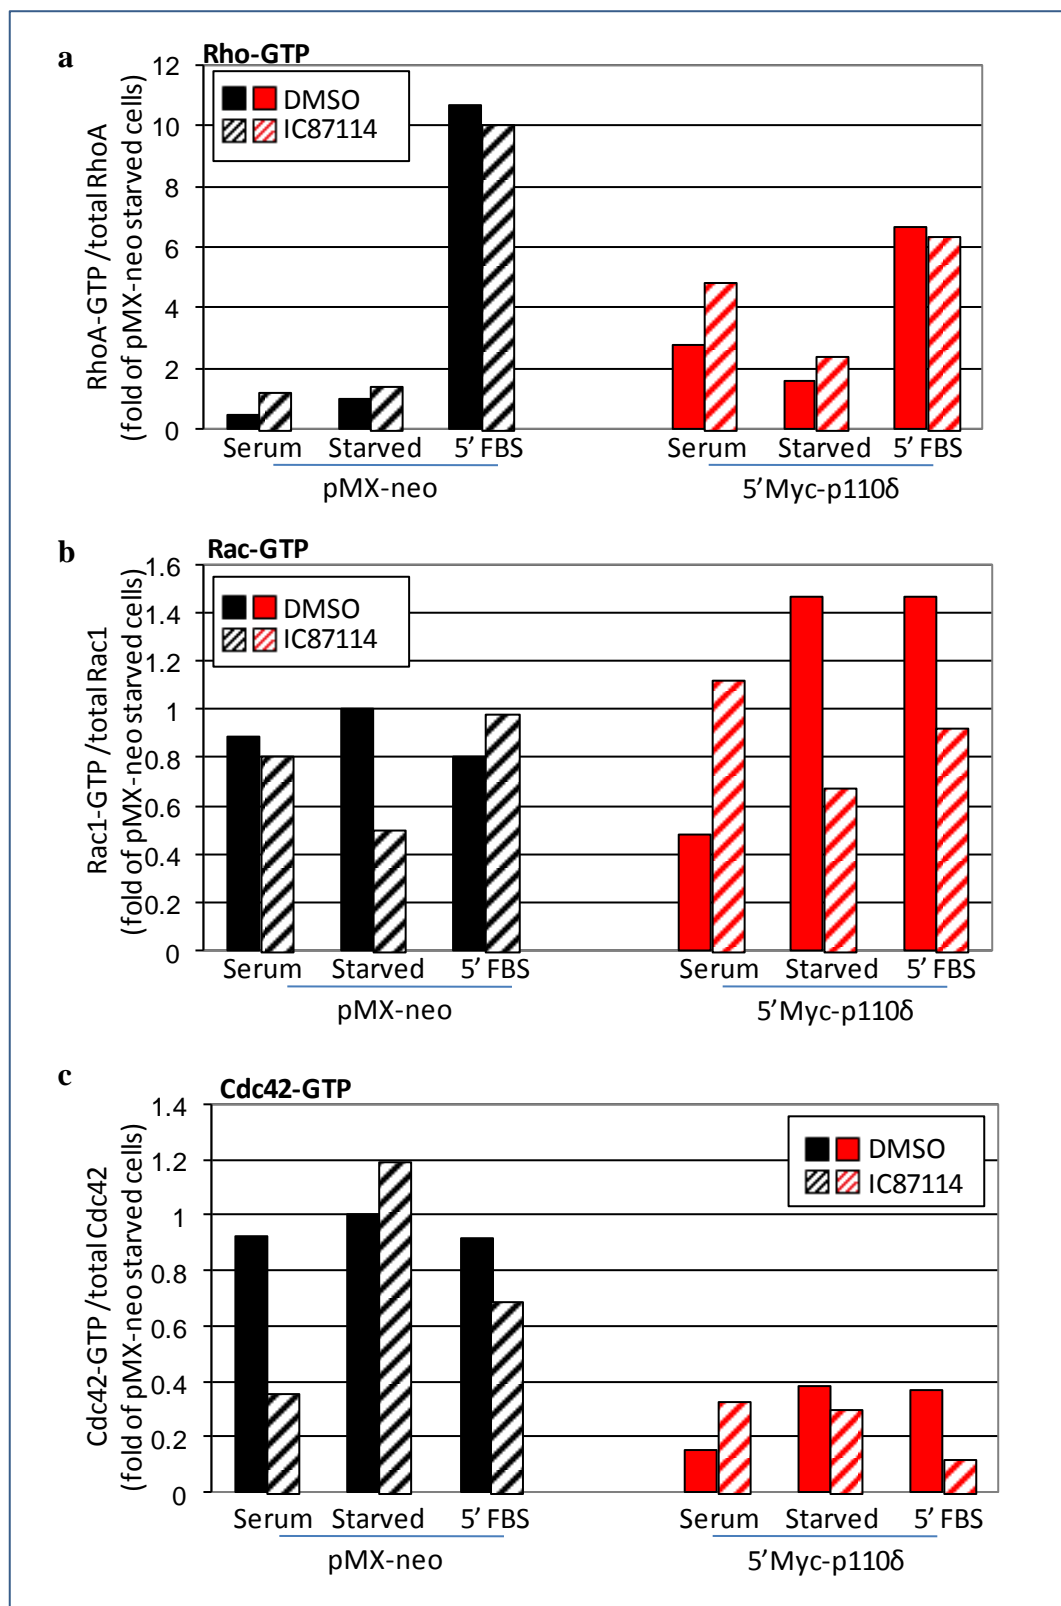 a
Rho-GTP
RhoA-GTP /total RhoA
(fold of pMX-neo starved cells)
12
10
8
6
4
2
0
DMSO
IC87114
Serum Starved 5’ FBS Serum Starved 5’ FBS
pMX-neo 5’Myc-p110δ
b
Rac-GTP
Rac1-GTP /total Rac1
(fold of pMX-neo starved cells)
1.6
1.4
1.2
1
0.8
0.6
0.4
0.2
0
DMSO
IC87114
Serum Starved 5’ FBS Serum Starved 5’ FBS
pMX-neo 5’Myc-p110δ
c
Cdc42-GTP
Cdc42-GTP /total Cdc42
(fold of pMX-neo starved cells)
1.4
1.2
1
0.8
0.6
0.4
0.2
0
DMSO
IC87114
Serum Starved 5’ FBS Serum Starved 5’ FBS
pMX-neo 5’Myc-p110δ